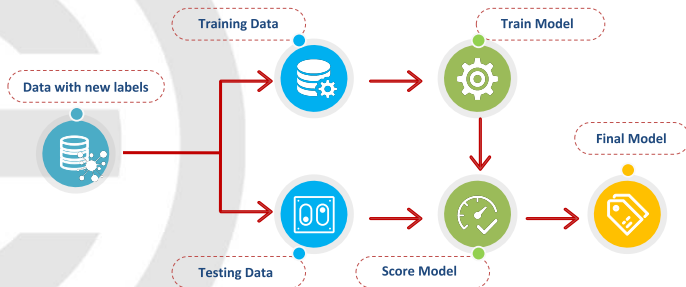 Training Data
Train Model
Data with new labels
Final Model
Testing Data
Score Model